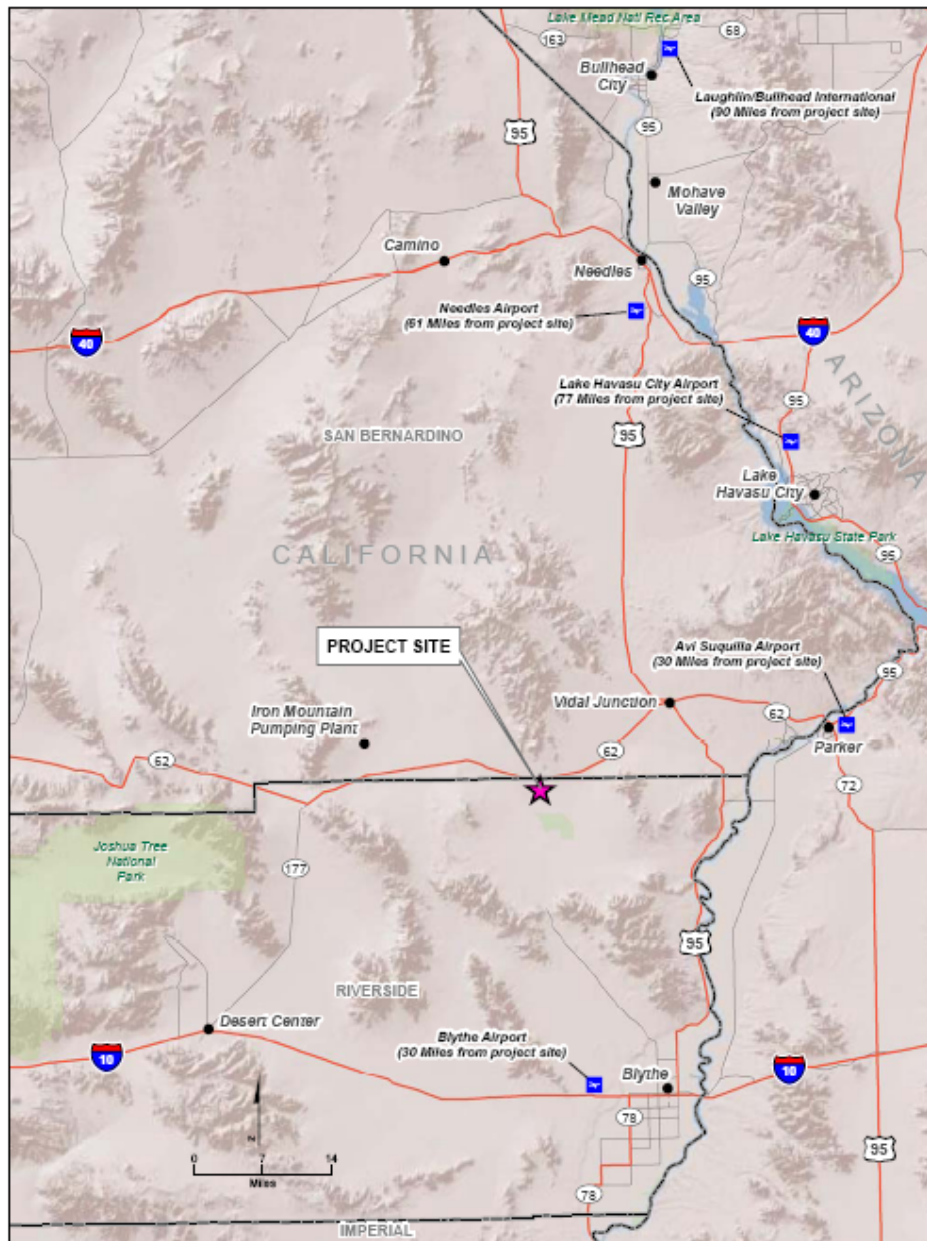 Lake Mead Natl Rec Area
163
68
Bullhead
City
Laughlin/Bullhead International
(90 Miles from project site)
95
95
Mohave
Valley
Camino
Needles
95
Needles Airport
(61 Miles from project site)
40
40
ARIZONA
Lake Havasu City Airport
(77 Miles from project site)
95
95
SAN BERNARDINO
Lake
Havasu City
Lake Havasu State Park
CALIFORNIA
95
PROJECT SITE
Avi Suquilla Airport
(30 Miles from project site)
95
Vidal Junction
Iron Mountain
Pumping Plant
62
62
62
Parker
72
Joshua Tree
National
Park
177
95
RIVERSIDE
Desert Center
10
Blythe Airport
(30 Miles from project site)
Blythe
10
78
N
0 7 14
Miles
95
78
IMPERIAL